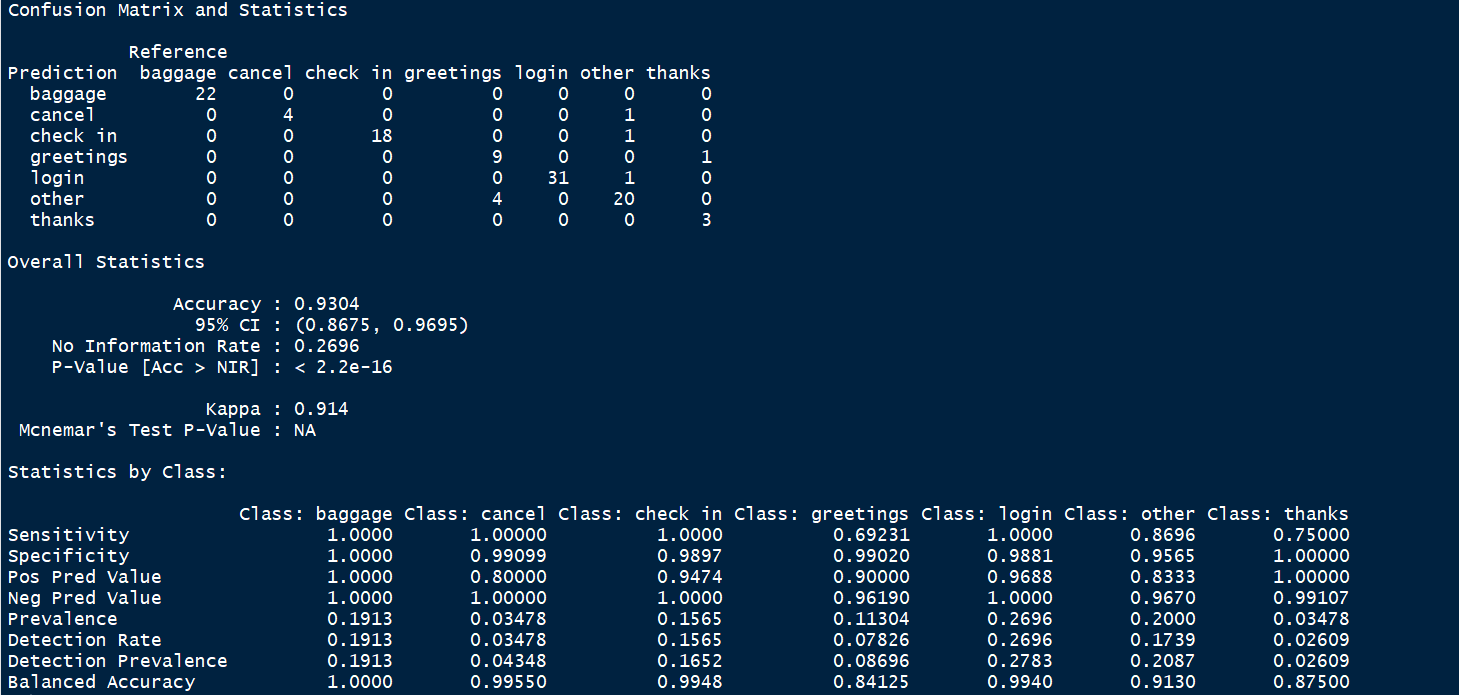 Confusion Matrix and Statistics
Reference
Prediction baggage cancel check in greetings login other thanks
baggage 22 0 0 0 0 0 0
cancel 0 4 0 0 0 1 0
check in 0 0 18 0 0 1 0
greetings 0 0 0 9 0 0 1
login 0 0 0 0 31 1 0
other 0 0 0 4 0 20 0
thanks 0 0 0 0 0 0 3
Overall Statistics
Accuracy : 0.9304
95% CI : (0.8675, 0.9695)
No Information Rate : 0.2696
P-Value [Acc > NIR] : < 2.2e-16
Kappa : 0.914
Mcnemar's Test P-Value : NA
Statistics by Class:
Class: baggage Class: cancel Class: check in Class: greetings Class: login Class: other Class: thanks
Sensitivity 1.0000 1.00000 1.0000 0.69231 1.0000 0.8696 0.75000
Specificity 1.0000 0.99099 0.9897 0.99020 0.9881 0.9565 1.00000
Pos Pred Value 1.0000 0.80000 0.9474 0.90000 0.9688 0.8333 1.00000
Neg Pred Value 1.0000 1.00000 1.0000 0.96190 1.0000 0.9670 0.99107
Prevalence 0.1913 0.03478 0.1565 0.11304 0.2696 0.2000 0.03478
Detection Rate 0.1913 0.03478 0.1565 0.07826 0.2696 0.1739 0.02609
Detection Prevalence 0.1913 0.04348 0.1652 0.08696 0.2783 0.2087 0.02609
Balanced Accuracy 1.0000 0.99550 0.9948 0.84125 0.9940 0.9130 0.87500